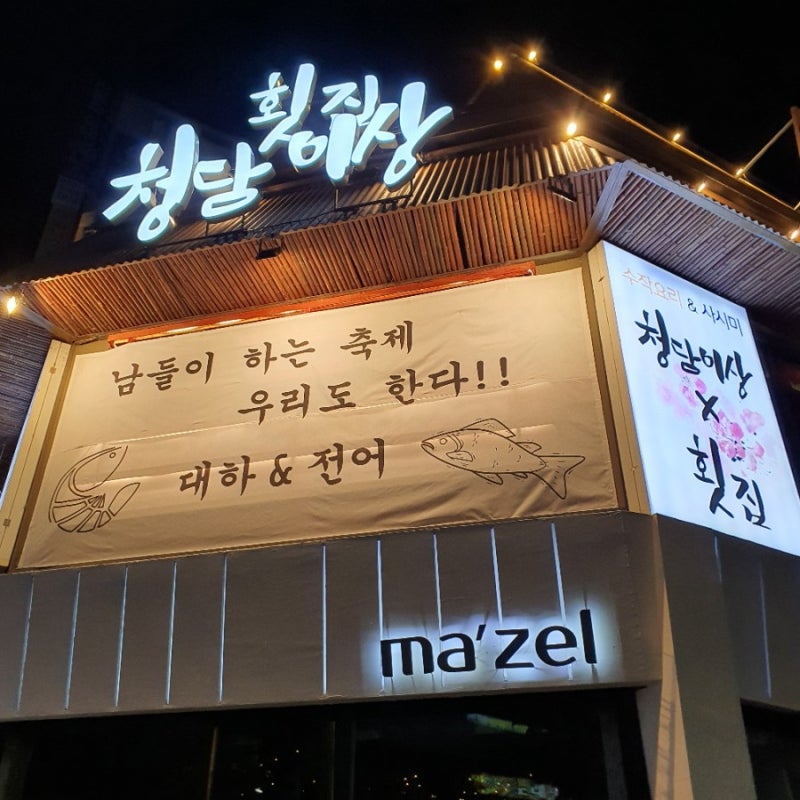 청담이상
횟집
남들이 하는 축제
우리도 한다!!
대하 & 전어
수작요리 & 사시미
청담이상
X
횟집
ma'zel